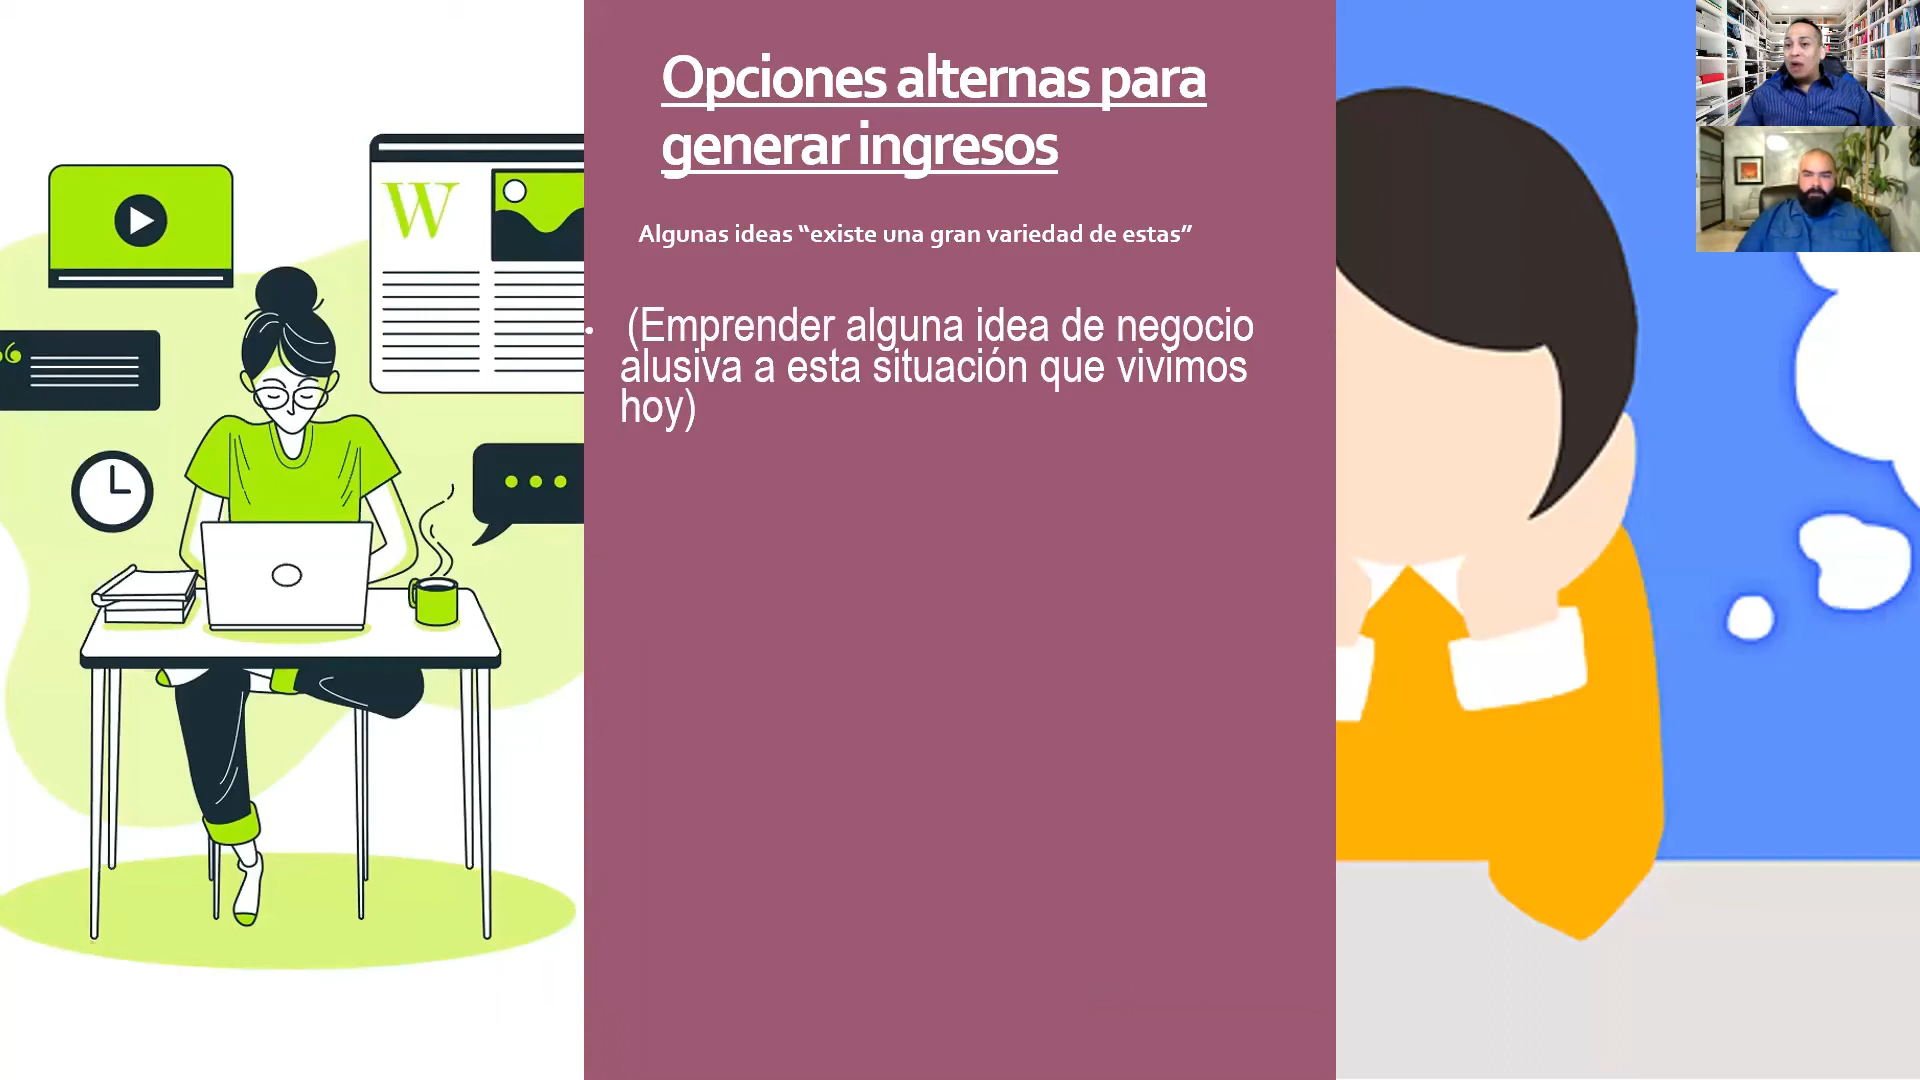 Opciones alternas para
generar ingresos
Algunas ideas “existe una gran variedad de estas”
• (Emprender alguna idea de negocio
alusiva a esta situación que vivimos
hoy)
W